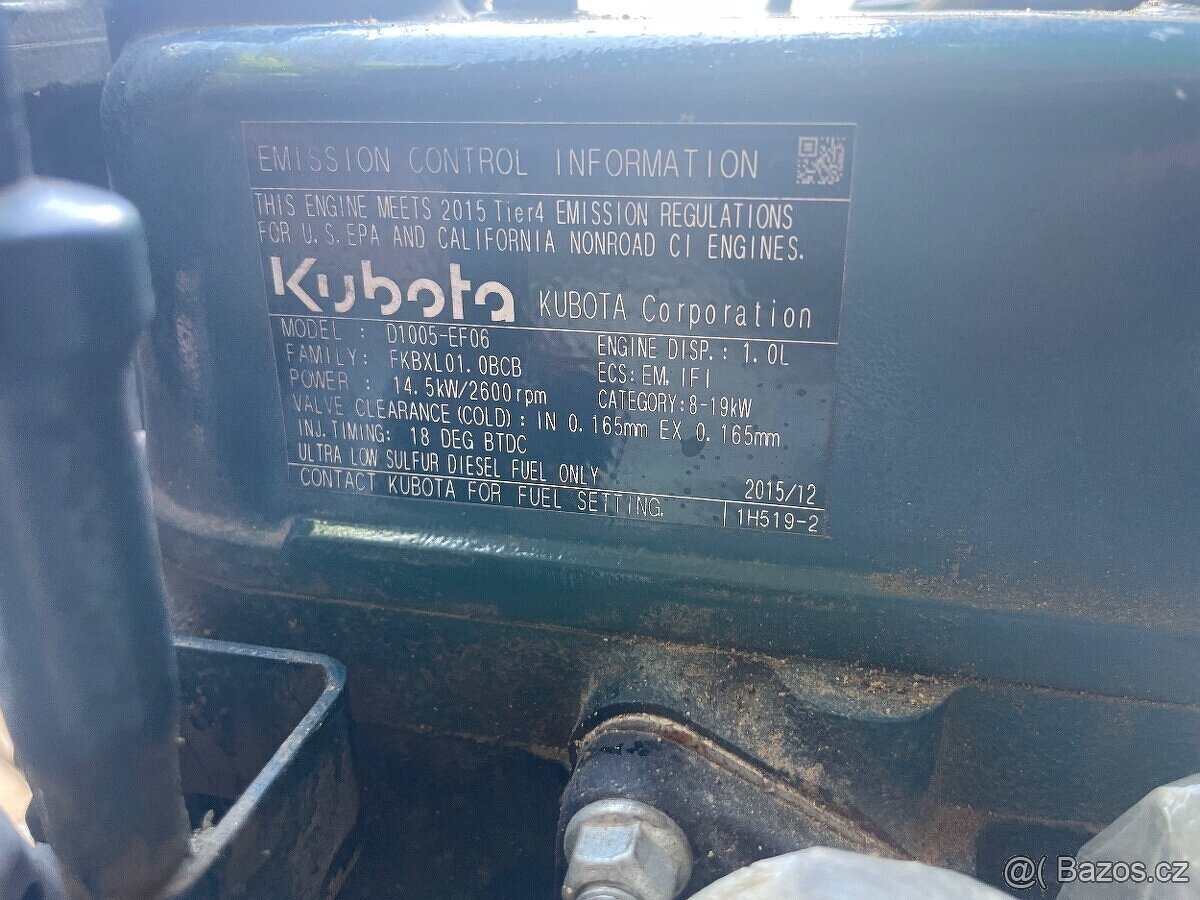 EMISSION CONTROL INFORMATION
THIS ENGINE MEETS 2015 Tier4 EMISSION REGULATIONS
FOR U.S.EPA AND CALIFORNIA NONROAD CI ENGINES.
Kubota KUBOTA Corporation
MODEL : D1005-EF06 ENGINE DISP.: 1.0L
FAMILY: FKBXL01.0BCB ECS: EM, IFI
POWER : 14.5kW/2600rpm CATEGORY:8-19kW
VALVE CLEARANCE(COLD): IN 0.165mm EX 0.165mm
INJ.TIMING: 18 DEG BTDC
ULTRA LOW SULFUR DIESEL FUEL ONLY 2015/12
CONTACT KUBOTA FOR FUEL SETTING. 1H519-2
@( Bazos.cz